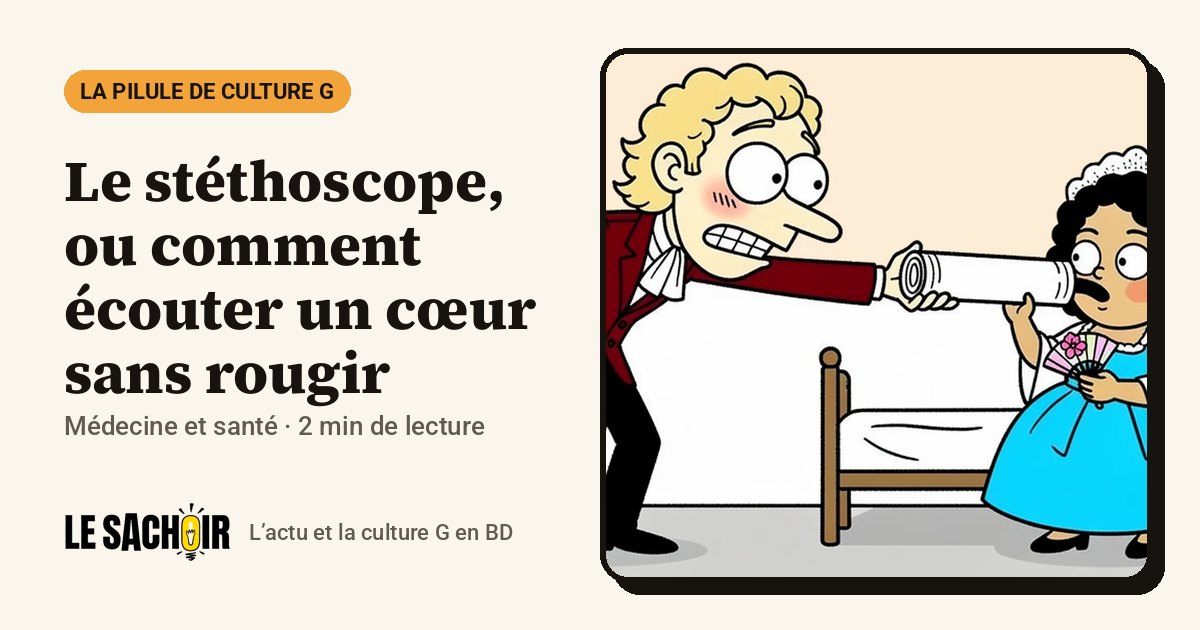 LA PILULE DE CULTURE G
Le stéthoscope,
ou comment
écouter un cœur
sans rougir
Médecine et santé · 2 min de lecture
LE SACHOIR
L’actu et la culture G en BD